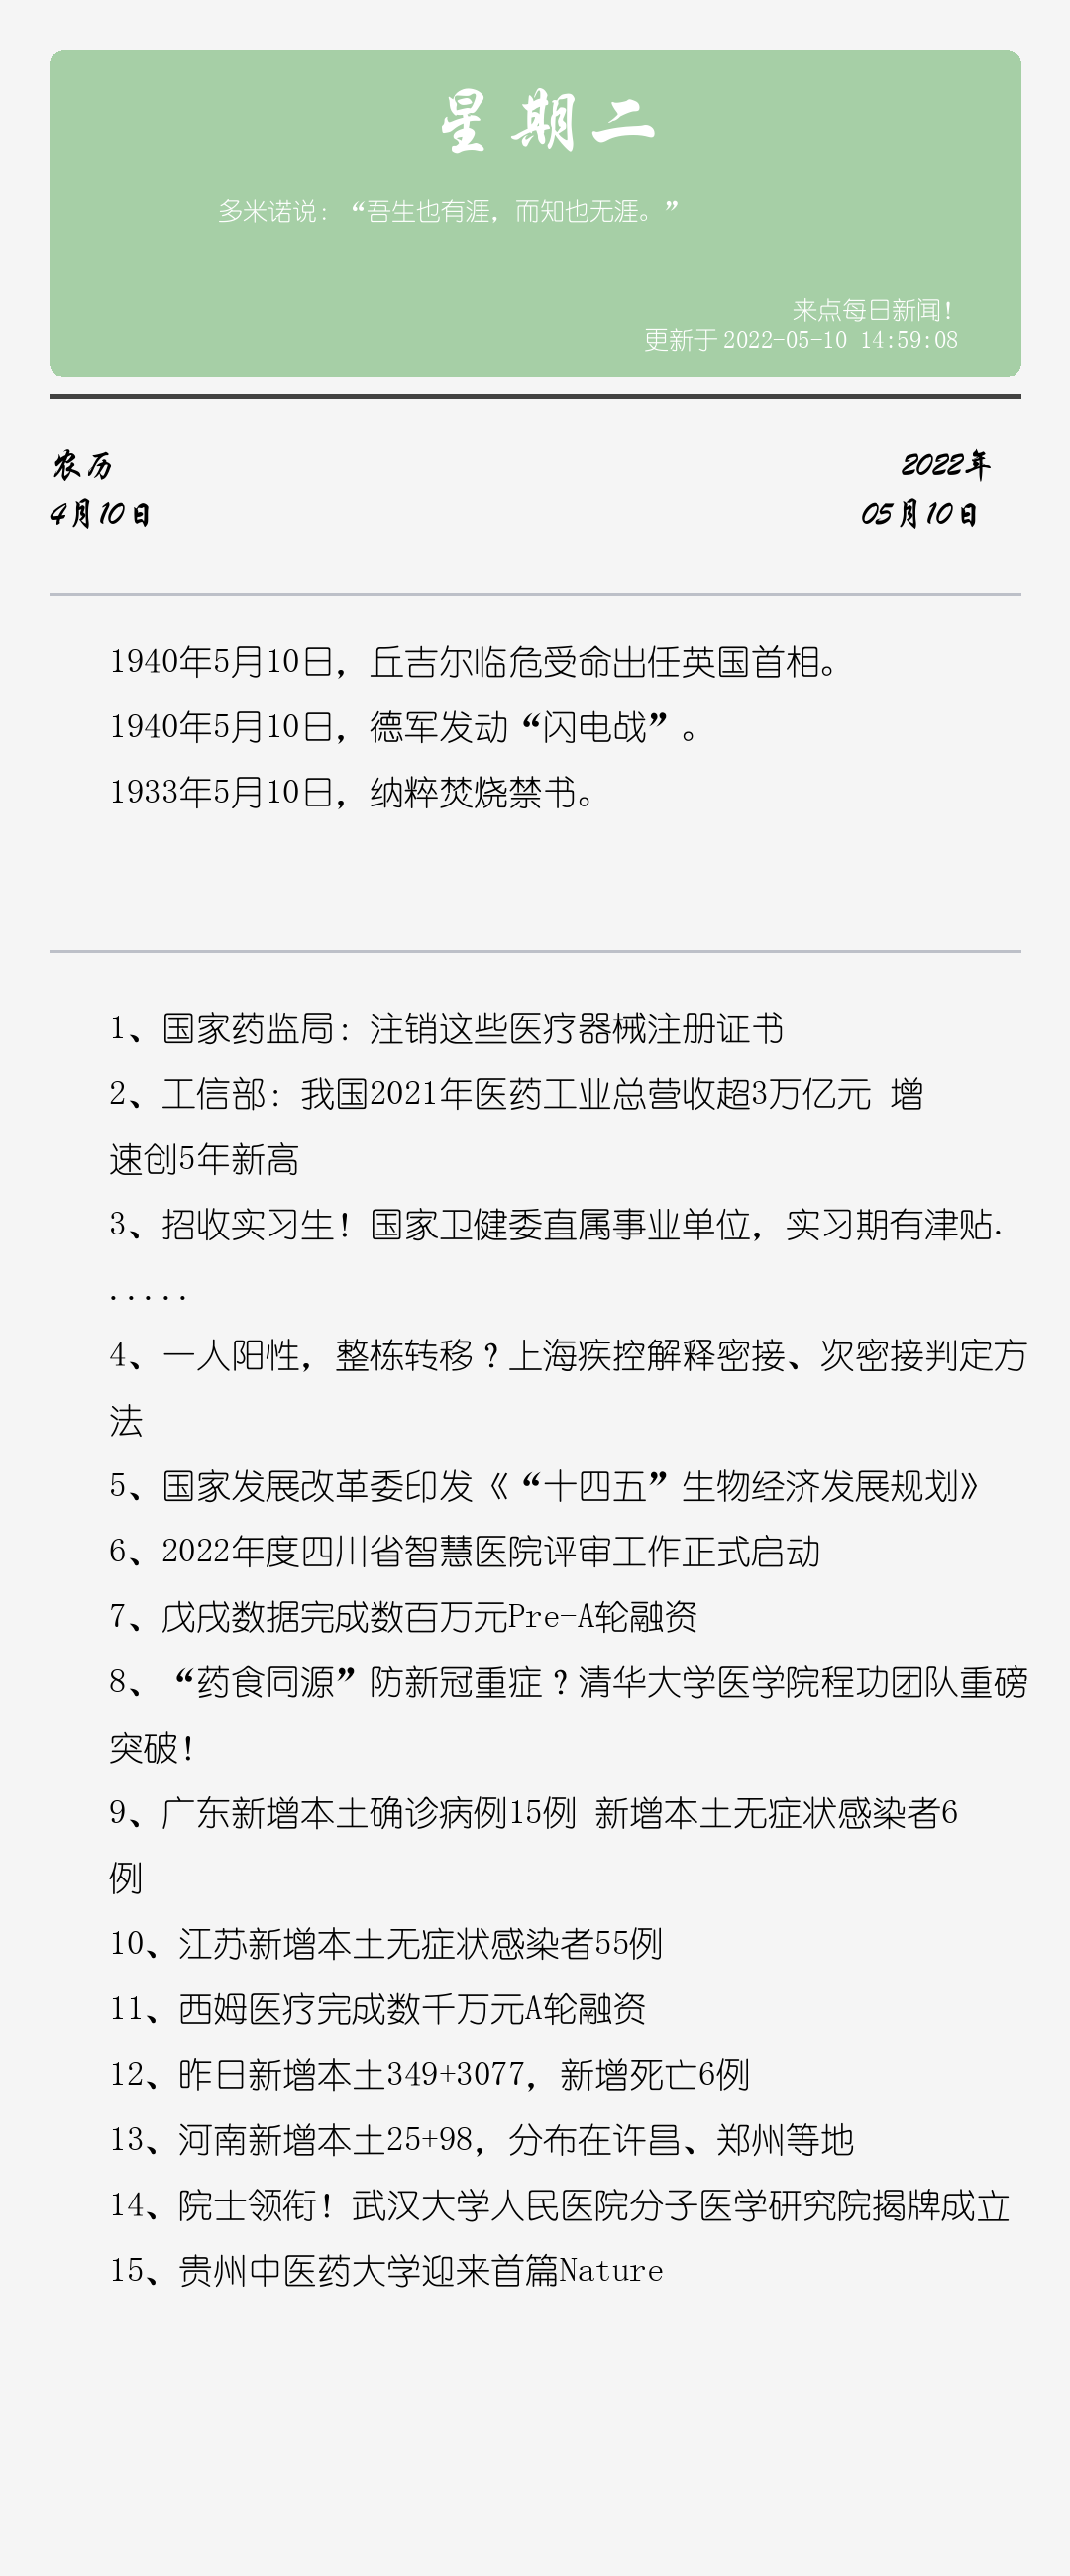 星期二
多米诺说：“吾生也有涯，而知也无涯。”
来点每日新闻！
更新于2022-05-10 14:59:08
农历
2022年
4月10日
05月10日
1940年5月10日，丘吉尔临危受命出任英国首相。
1940年5月10日，德军发动“闪电战”。
1933年5月10日，纳粹焚烧禁书。
1、国家药监局：注销这些医疗器械注册证书
2、工信部：我国2021年医药工业总营收超3万亿元 增
速创5年新高
3、招收实习生！国家卫健委直属事业单位，实习期有津贴.
.....
4、一人阳性，整栋转移？上海疾控解释密接、次密接判定方
法
5、国家发展改革委印发《“十四五”生物经济发展规划》
6、2022年度四川省智慧医院评审工作正式启动
7、戊戌数据完成数百万元Pre-A轮融资
8、“药食同源”防新冠重症？清华大学医学院程功团队重磅
突破！
9、广东新增本土确诊病例15例 新增本土无症状感染者6
例
10、江苏新增本土无症状感染者55例
11、西姆医疗完成数千万元A轮融资
12、昨日新增本土349+3077，新增死亡6例
13、河南新增本土25+98，分布在许昌、郑州等地
14、院士领衔！武汉大学人民医院分子医学研究院揭牌成立
15、贵州中医药大学迎来首篇Nature